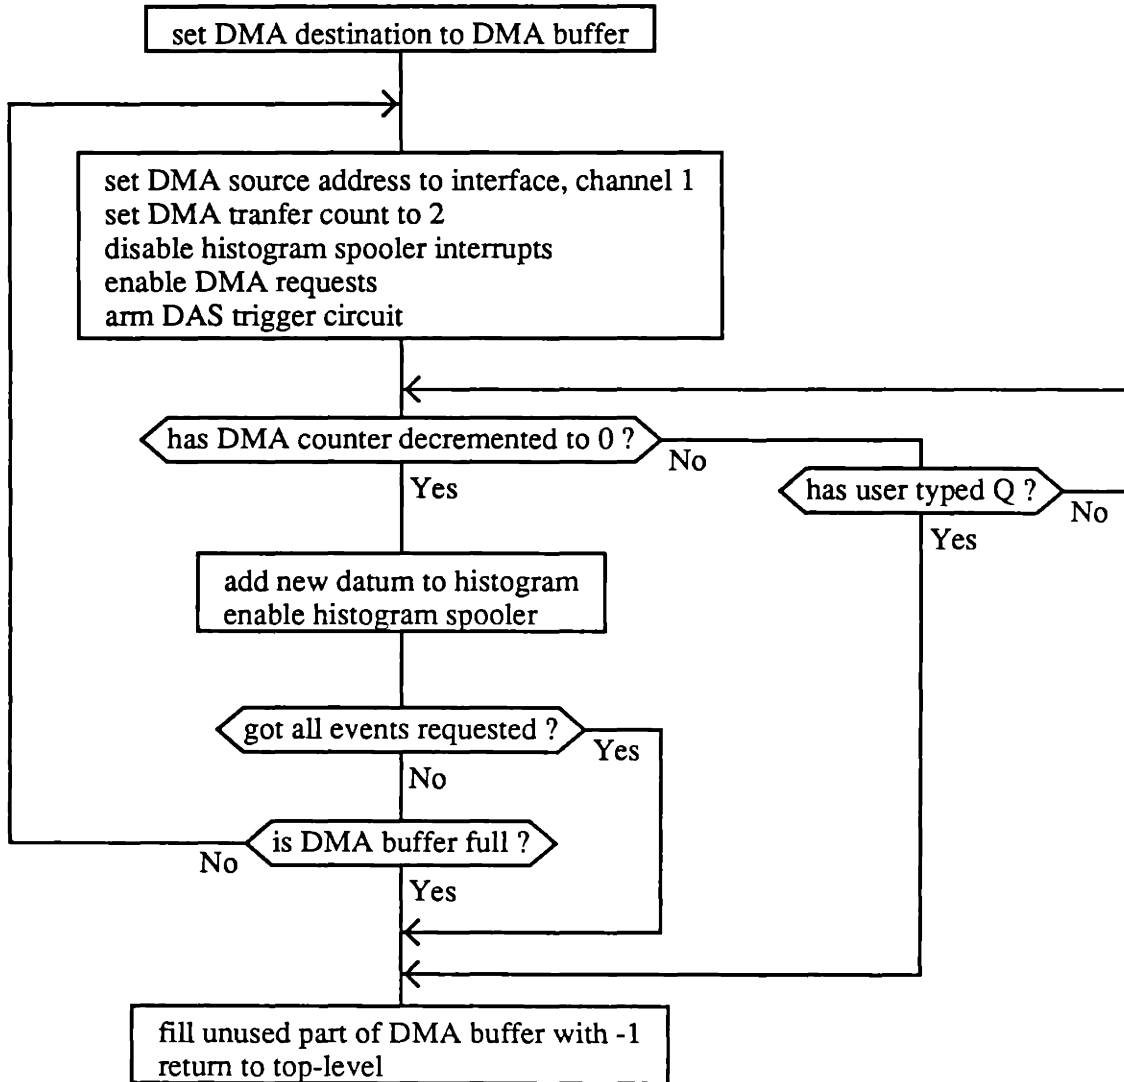 set DMA destination to DMA buffer
set DMA source address to interface, channel 1
set DMA tranfer count to 2
disable histogram spooler interrupts
enable DMA requests
arm DAS trigger circuit
has DMA counter decremented to 0 ?
No
Yes
has user typed Q ?
No
Yes
add new datum to histogram
enable histogram spooler
got all events requested ?
Yes
No
is DMA buffer full ?
No
Yes
fill unused part of DMA buffer with -1
return to top-level